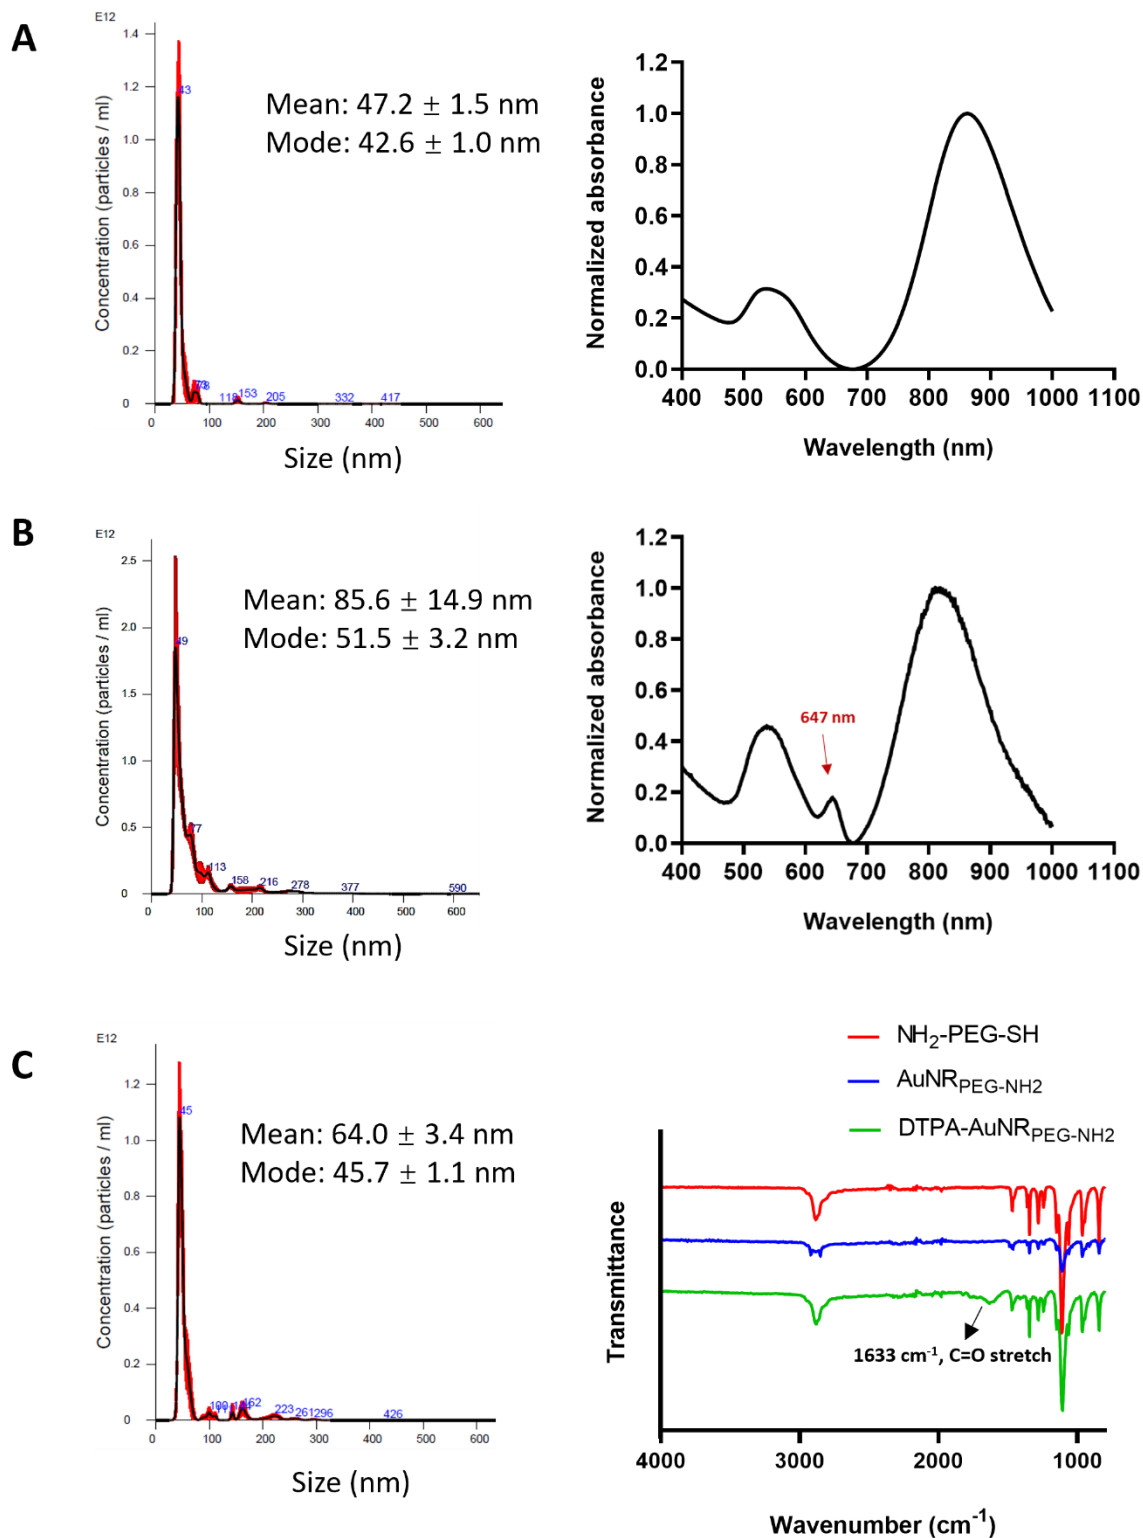 A
E12
1.4
1.2
1.0
0.8
0.6
0.4
0.2
0
Concentration (particles / ml)
43
153
118
205
332
417
0 100 200 300 400 500 600
Size (nm)
Mean: 47.2 ± 1.5 nm
Mode: 42.6 ± 1.0 nm
1.2
1.0
0.8
0.6
0.4
0.2
0.0
Normalized absorbance
400 500 600 700 800 900 1000 1100
Wavelength (nm)
B
E12
2.5
2.0
1.5
1.0
0.5
0
Concentration (particles / ml)
49
77
113
158
216
278
377
590
0 100 200 300 400 500 600
Size (nm)
Mean: 85.6 ± 14.9 nm
Mode: 51.5 ± 3.2 nm
1.2
1.0
0.8
0.6
0.4
0.2
0.0
Normalized absorbance
647 nm
400 500 600 700 800 900 1000 1100
Wavelength (nm)
C
E12
1.2
1.0
0.8
0.6
0.4
0.2
0
Concentration (particles / ml)
45
100
162
223
261
296
426
0 100 200 300 400 500 600
Size (nm)
Mean: 64.0 ± 3.4 nm
Mode: 45.7 ± 1.1 nm
NH2-PEG-SH
AuNRPEG-NH2
DTPA-AuNRPEG-NH2
Transmittance
1633 cm-1, C=O stretch
4000 3000 2000 1000
Wavenumber (cm-1)